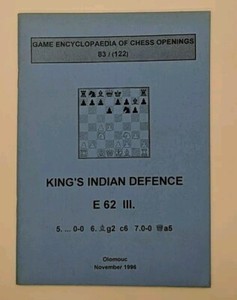 GAME ENCYCLOPAEDIA OF CHESS OPENINGS
83 / (122)
KING'S INDIAN DEFENCE
E 62 III.
5. ... 0-0 6. ♗g2 c6 7.0-0 ♕a5
Olomouc
November 1996